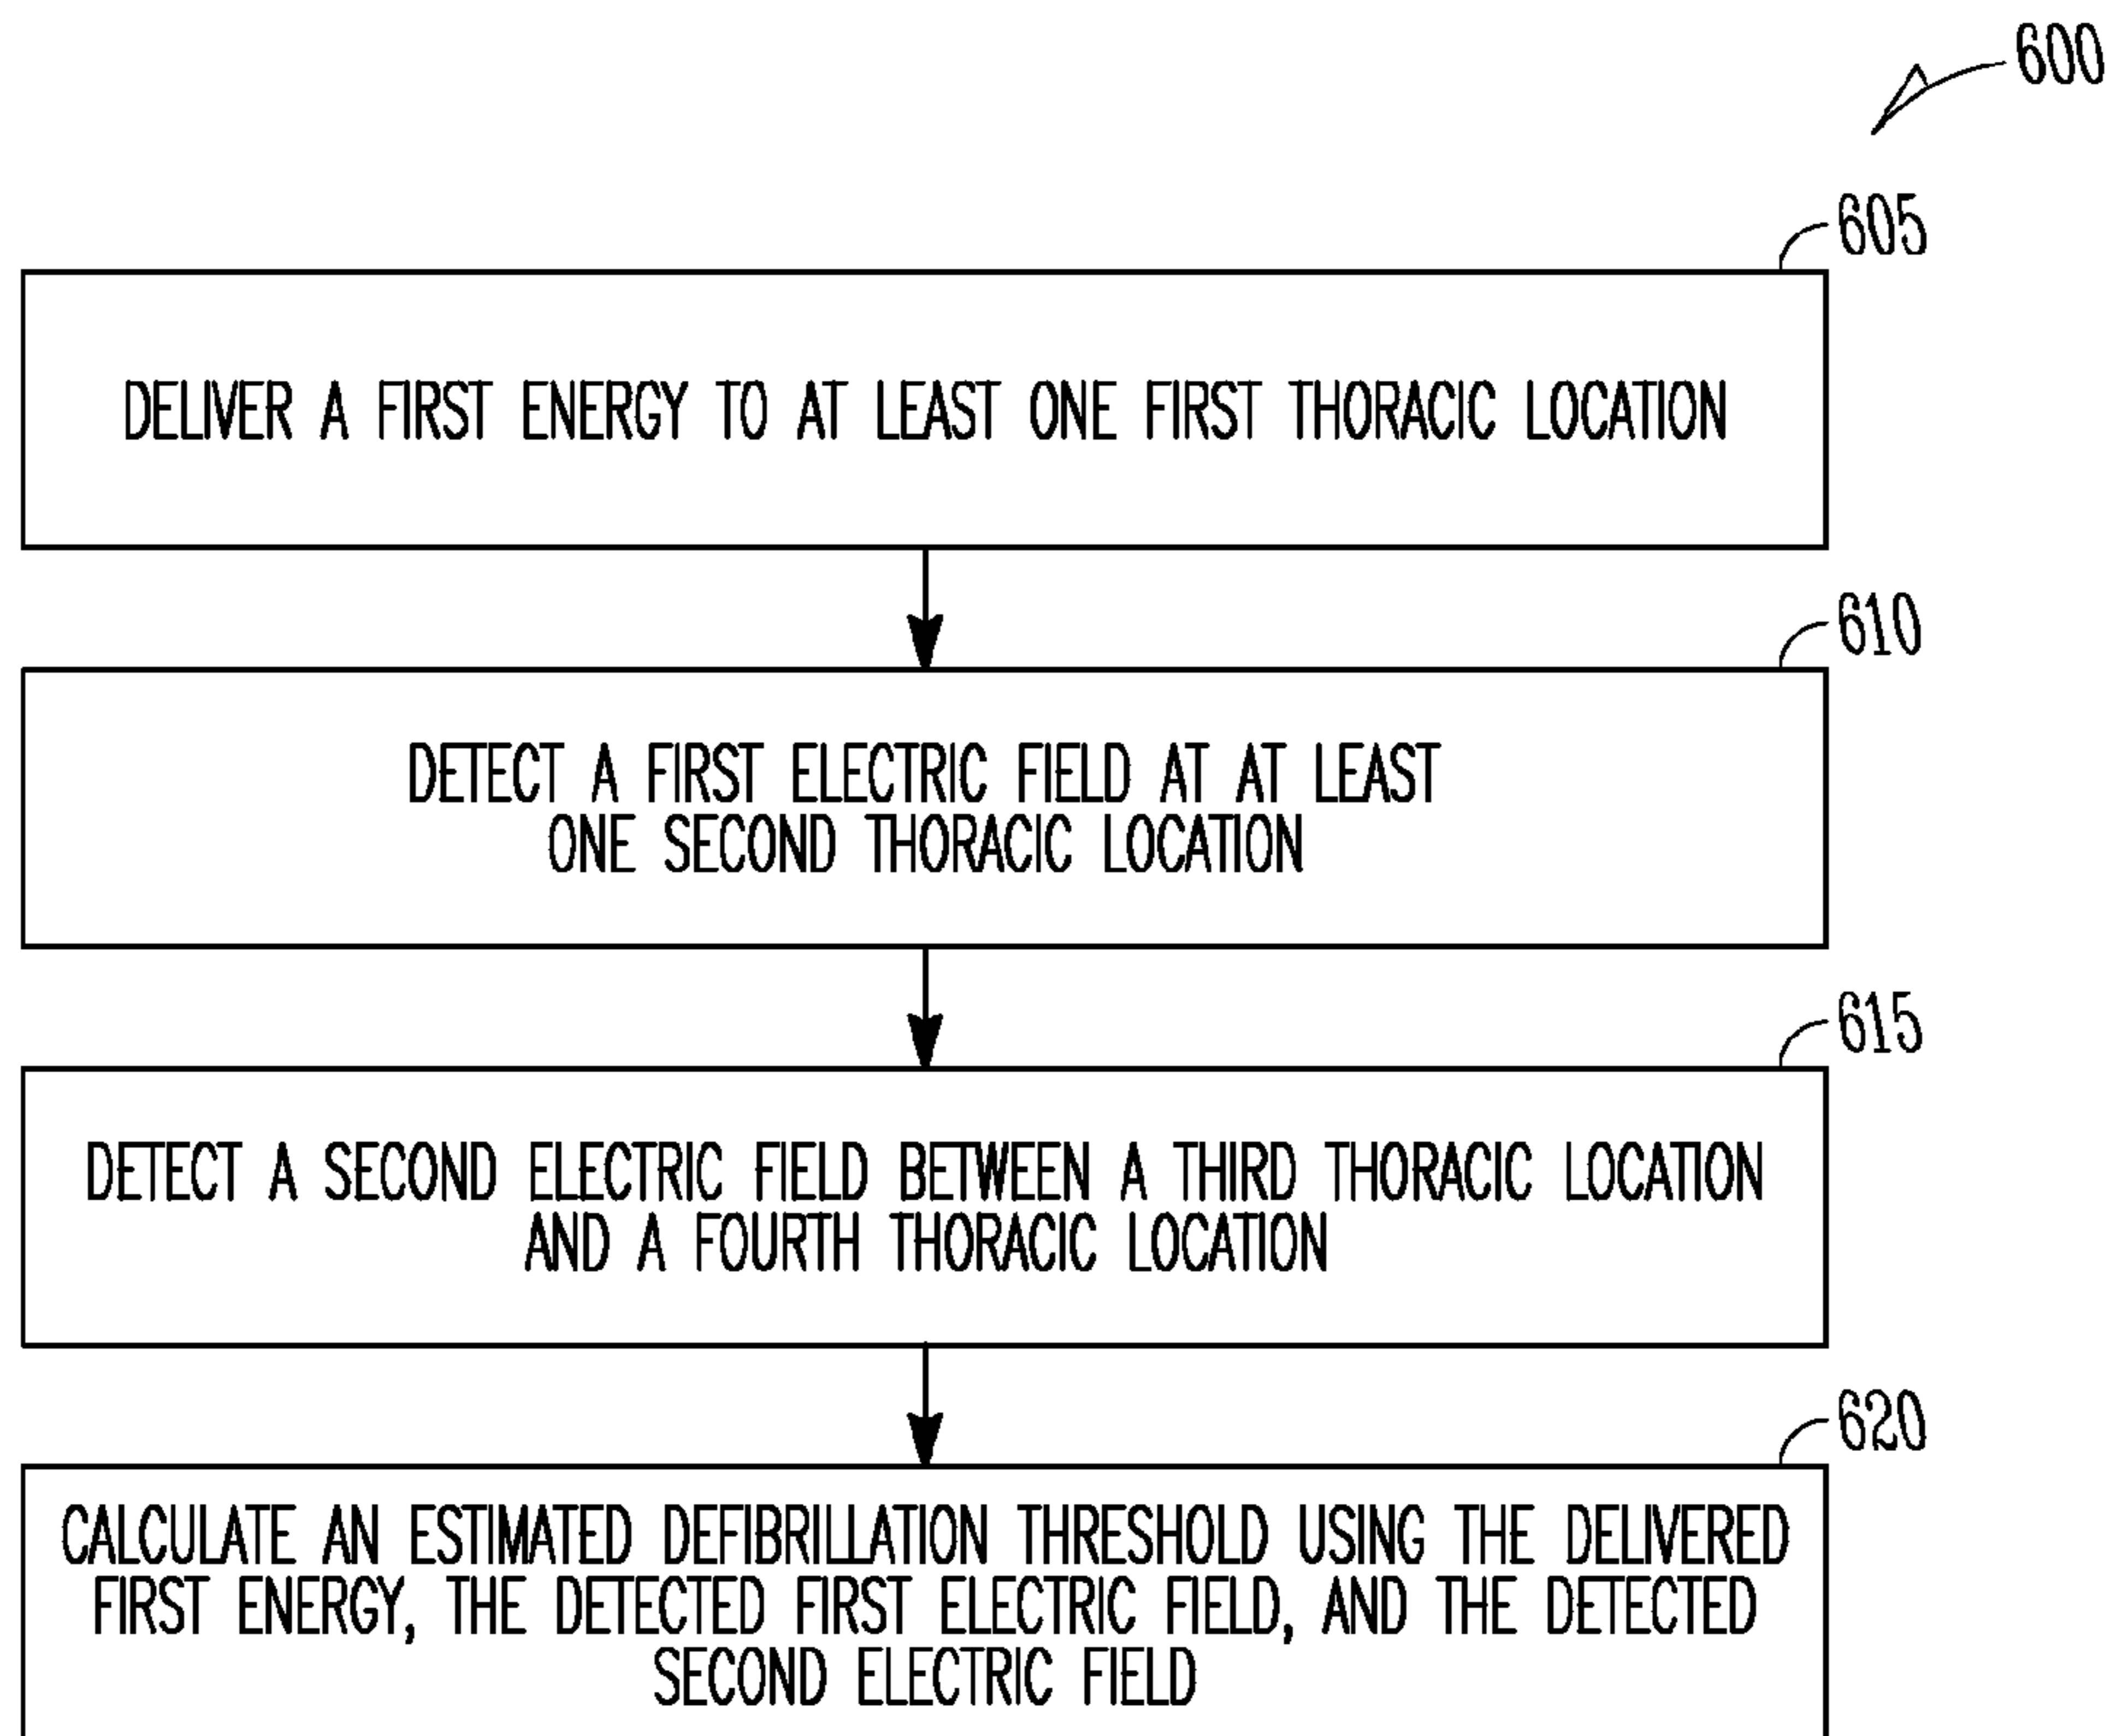 600
605
DELIVER A FIRST ENERGY TO AT LEAST ONE FIRST THORACIC LOCATION
610
DETECT A FIRST ELECTRIC FIELD AT AT LEAST
ONE SECOND THORACIC LOCATION
615
DETECT A SECOND ELECTRIC FIELD BETWEEN A THIRD THORACIC LOCATION
AND A FOURTH THORACIC LOCATION
620
CALCULATE AN ESTIMATED DEFIBRILLATION THRESHOLD USING THE DELIVERED
FIRST ENERGY, THE DETECTED FIRST ELECTRIC FIELD, AND THE DETECTED
SECOND ELECTRIC FIELD